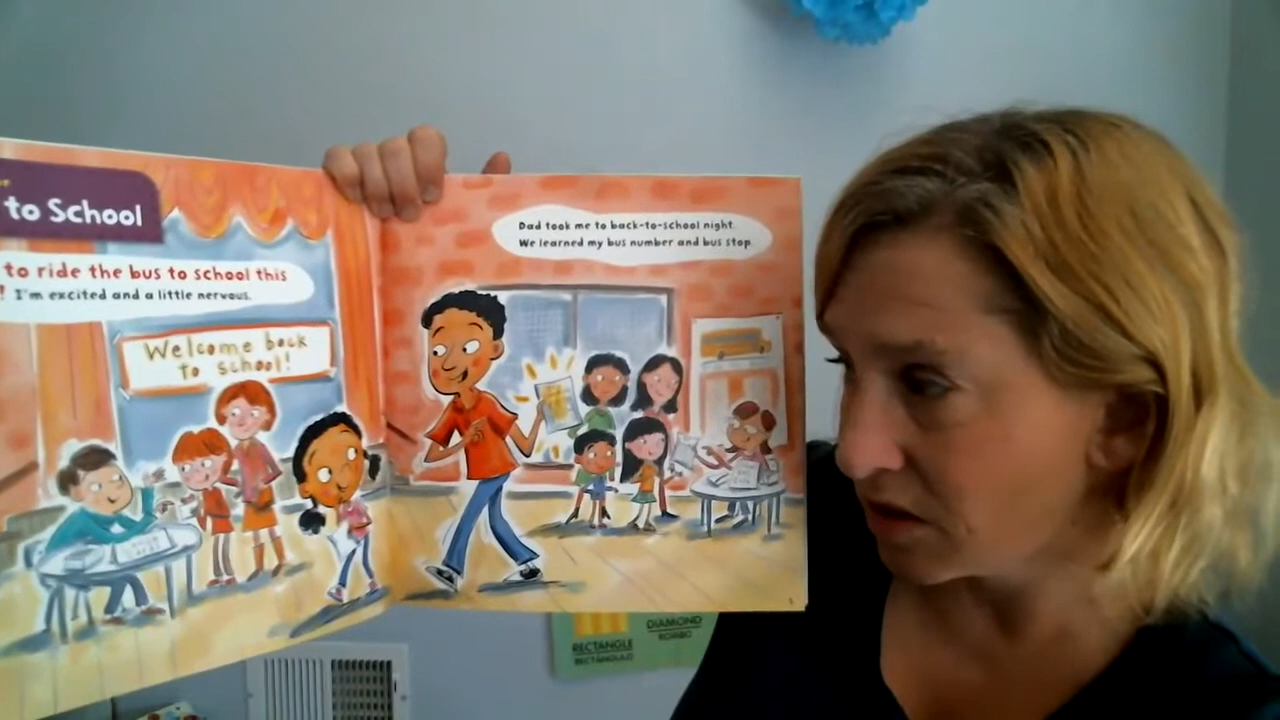 to School
to ride the bus to school this
! I'm excited and a little nervous.
Welcome back
to school!
Dad took me to back-to-school night.
We learned my bus number and bus stop.
RECTANGLE
RECTÁNGULO
DIAMOND
ROMBO